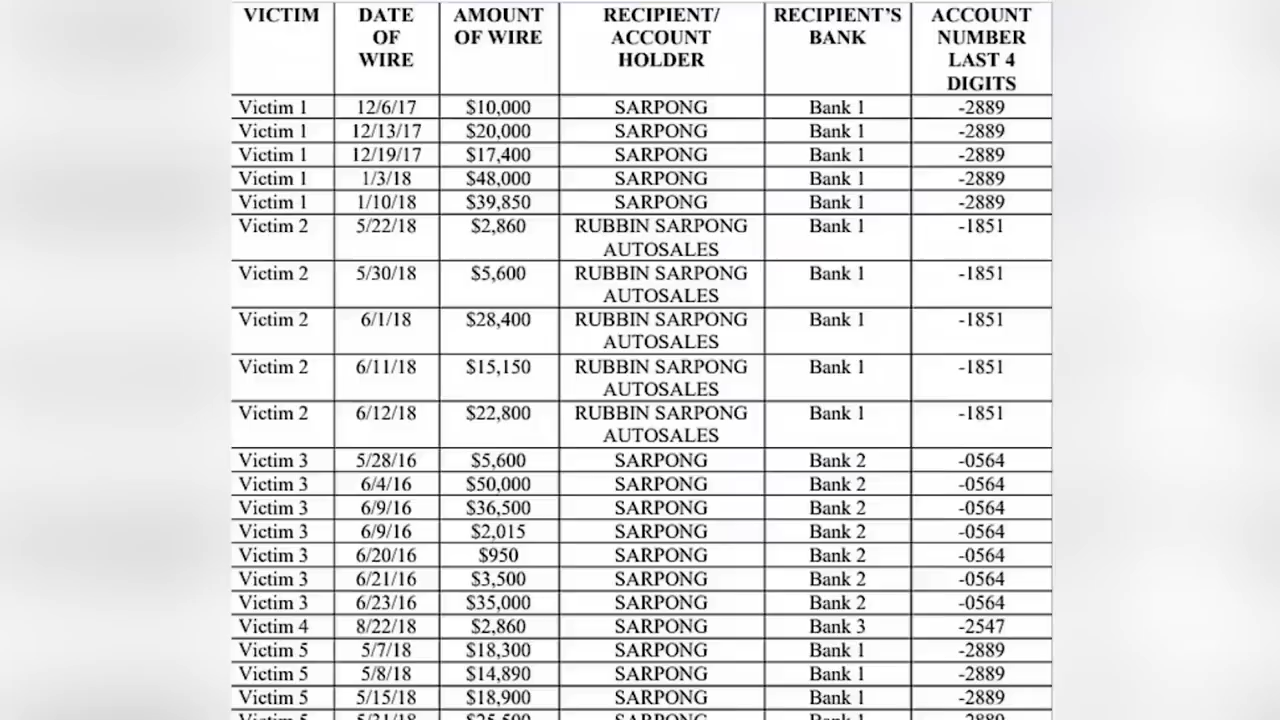 VICTIM DATE OF WIRE AMOUNT OF WIRE RECIPIENT/ ACCOUNT HOLDER RECIPIENT'S BANK ACCOUNT NUMBER LAST 4 DIGITS
Victim 1 12/6/17 $10,000 SARPONG Bank 1 -2889
Victim 1 12/13/17 $20,000 SARPONG Bank 1 -2889
Victim 1 12/19/17 $17,400 SARPONG Bank 1 -2889
Victim 1 1/3/18 $48,000 SARPONG Bank 1 -2889
Victim 1 1/10/18 $39,850 SARPONG Bank 1 -2889
Victim 2 5/22/18 $2,860 RUBBIN SARPONG AUTOSALES Bank 1 -1851
Victim 2 5/30/18 $5,600 RUBBIN SARPONG AUTOSALES Bank 1 -1851
Victim 2 6/1/18 $28,400 RUBBIN SARPONG AUTOSALES Bank 1 -1851
Victim 2 6/11/18 $15,150 RUBBIN SARPONG AUTOSALES Bank 1 -1851
Victim 2 6/12/18 $22,800 RUBBIN SARPONG AUTOSALES Bank 1 -1851
Victim 3 5/28/16 $5,600 SARPONG Bank 2 -0564
Victim 3 6/4/16 $50,000 SARPONG Bank 2 -0564
Victim 3 6/9/16 $36,500 SARPONG Bank 2 -0564
Victim 3 6/9/16 $2,015 SARPONG Bank 2 -0564
Victim 3 6/20/16 $950 SARPONG Bank 2 -0564
Victim 3 6/21/16 $3,500 SARPONG Bank 2 -0564
Victim 3 6/23/16 $35,000 SARPONG Bank 2 -0564
Victim 4 8/22/18 $2,860 SARPONG Bank 3 -2547
Victim 5 5/7/18 $18,300 SARPONG Bank 1 -2889
Victim 5 5/8/18 $14,890 SARPONG Bank 1 -2889
Victim 5 5/15/18 $18,900 SARPONG Bank 1 -2889
Victim 5 SARPONG Bank 1 -2889